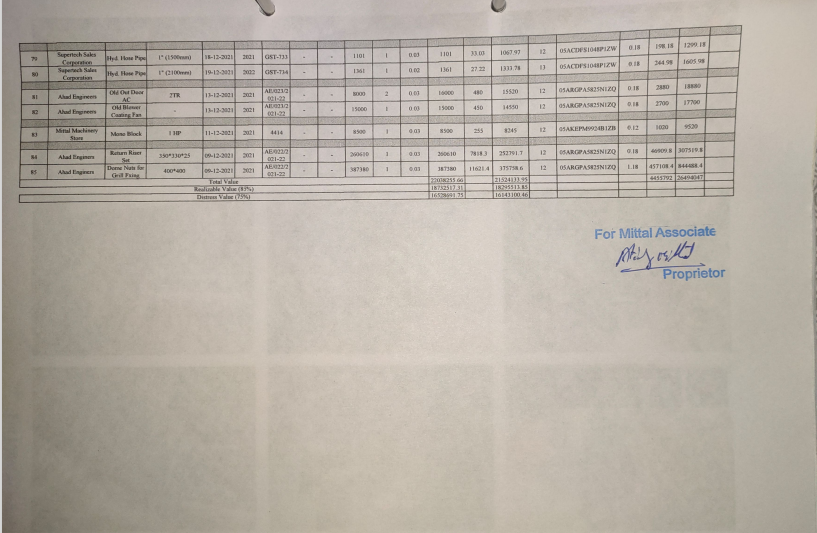 79 Supertech Sales Corporation Hyd. Hose Pipe 1" (1500mm) 18-12-2021 2021 GST-733 - - 1101 1 0.03 1101 33.03 1067.97 12 05ACDFS1048P1ZW 0.18 198.18 1299.18
80 Supertech Sales Corporation Hyd. Hose Pipe 1" (2100mm) 19-12-2021 2022 GST-734 - - 1361 1 0.02 1361 27.22 1333.78 13 05ACDFS1048P1ZW 0.18 244.98 1605.98
81 Ahad Engineers Old Out Door AC 2TR 13-12-2021 2021 AE/023/2021-22 - - 8000 2 0.03 16000 480 15520 12 05ARGPA5825N1ZQ 0.18 2880 18880
82 Ahad Engineers Old Blower Coating Fan - 13-12-2021 2021 AE/023/2021-22 - - 15000 1 0.03 15000 450 14550 12 05ARGPA5825N1ZQ 0.18 2700 17700
83 Mittal Machinery Store Mono Block 1 HP 11-12-2021 2021 4414 - - 8500 1 0.03 8500 255 8245 12 05AKEPM9924B1ZB 0.12 1020 9520
84 Ahad Enginers Return Riser Set 350*330*25 09-12-2021 2021 AE/022/2021-22 - - 260610 1 0.03 260610 7818.3 252791.7 12 05ARGPA5825N1ZQ 0.18 46909.8 307519.8
85 Ahad Enginers Dome Nuts for Grill Fixing 400*400 09-12-2021 2021 AE/022/2021-22 - - 387380 1 0.03 387380 11621.4 375758.6 12 05ARGPA5825N1ZQ 1.18 457108.4 844488.4
Total Value 22038255.66 21524133.95 4455792 26494047
Realizable Value (85%) 18732517.31 18295513.85
Distress Value (75%) 16528691.75 16143100.46
For Mittal Associate
Proprietor